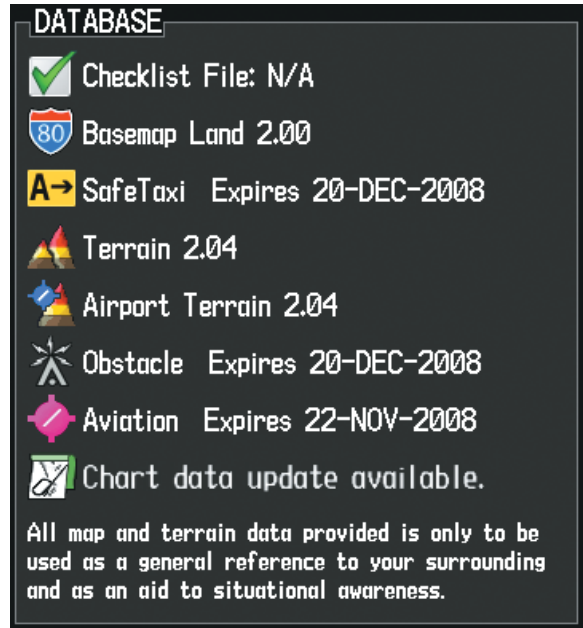 DATABASE
Checklist File: N/A
80 Basemap Land 2.00
A→ SafeTaxi Expires 20-DEC-2008
Terrain 2.04
Airport Terrain 2.04
Obstacle Expires 20-DEC-2008
Aviation Expires 22-NOV-2008
Chart data update available.
All map and terrain data provided is only to be
used as a general reference to your surrounding
and as an aid to situational awareness.